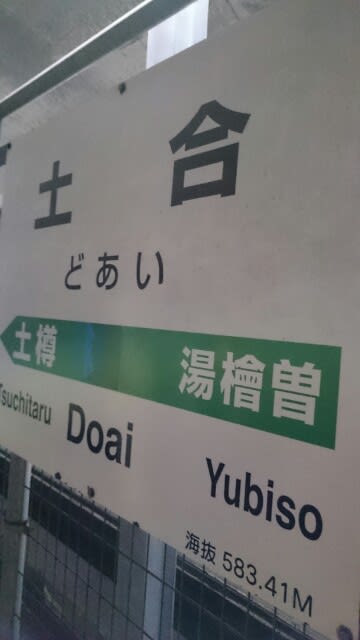 土合
どあい
土樽 湯檜曽
Tsuchitaru Doai Yubiso
海抜 583.41M